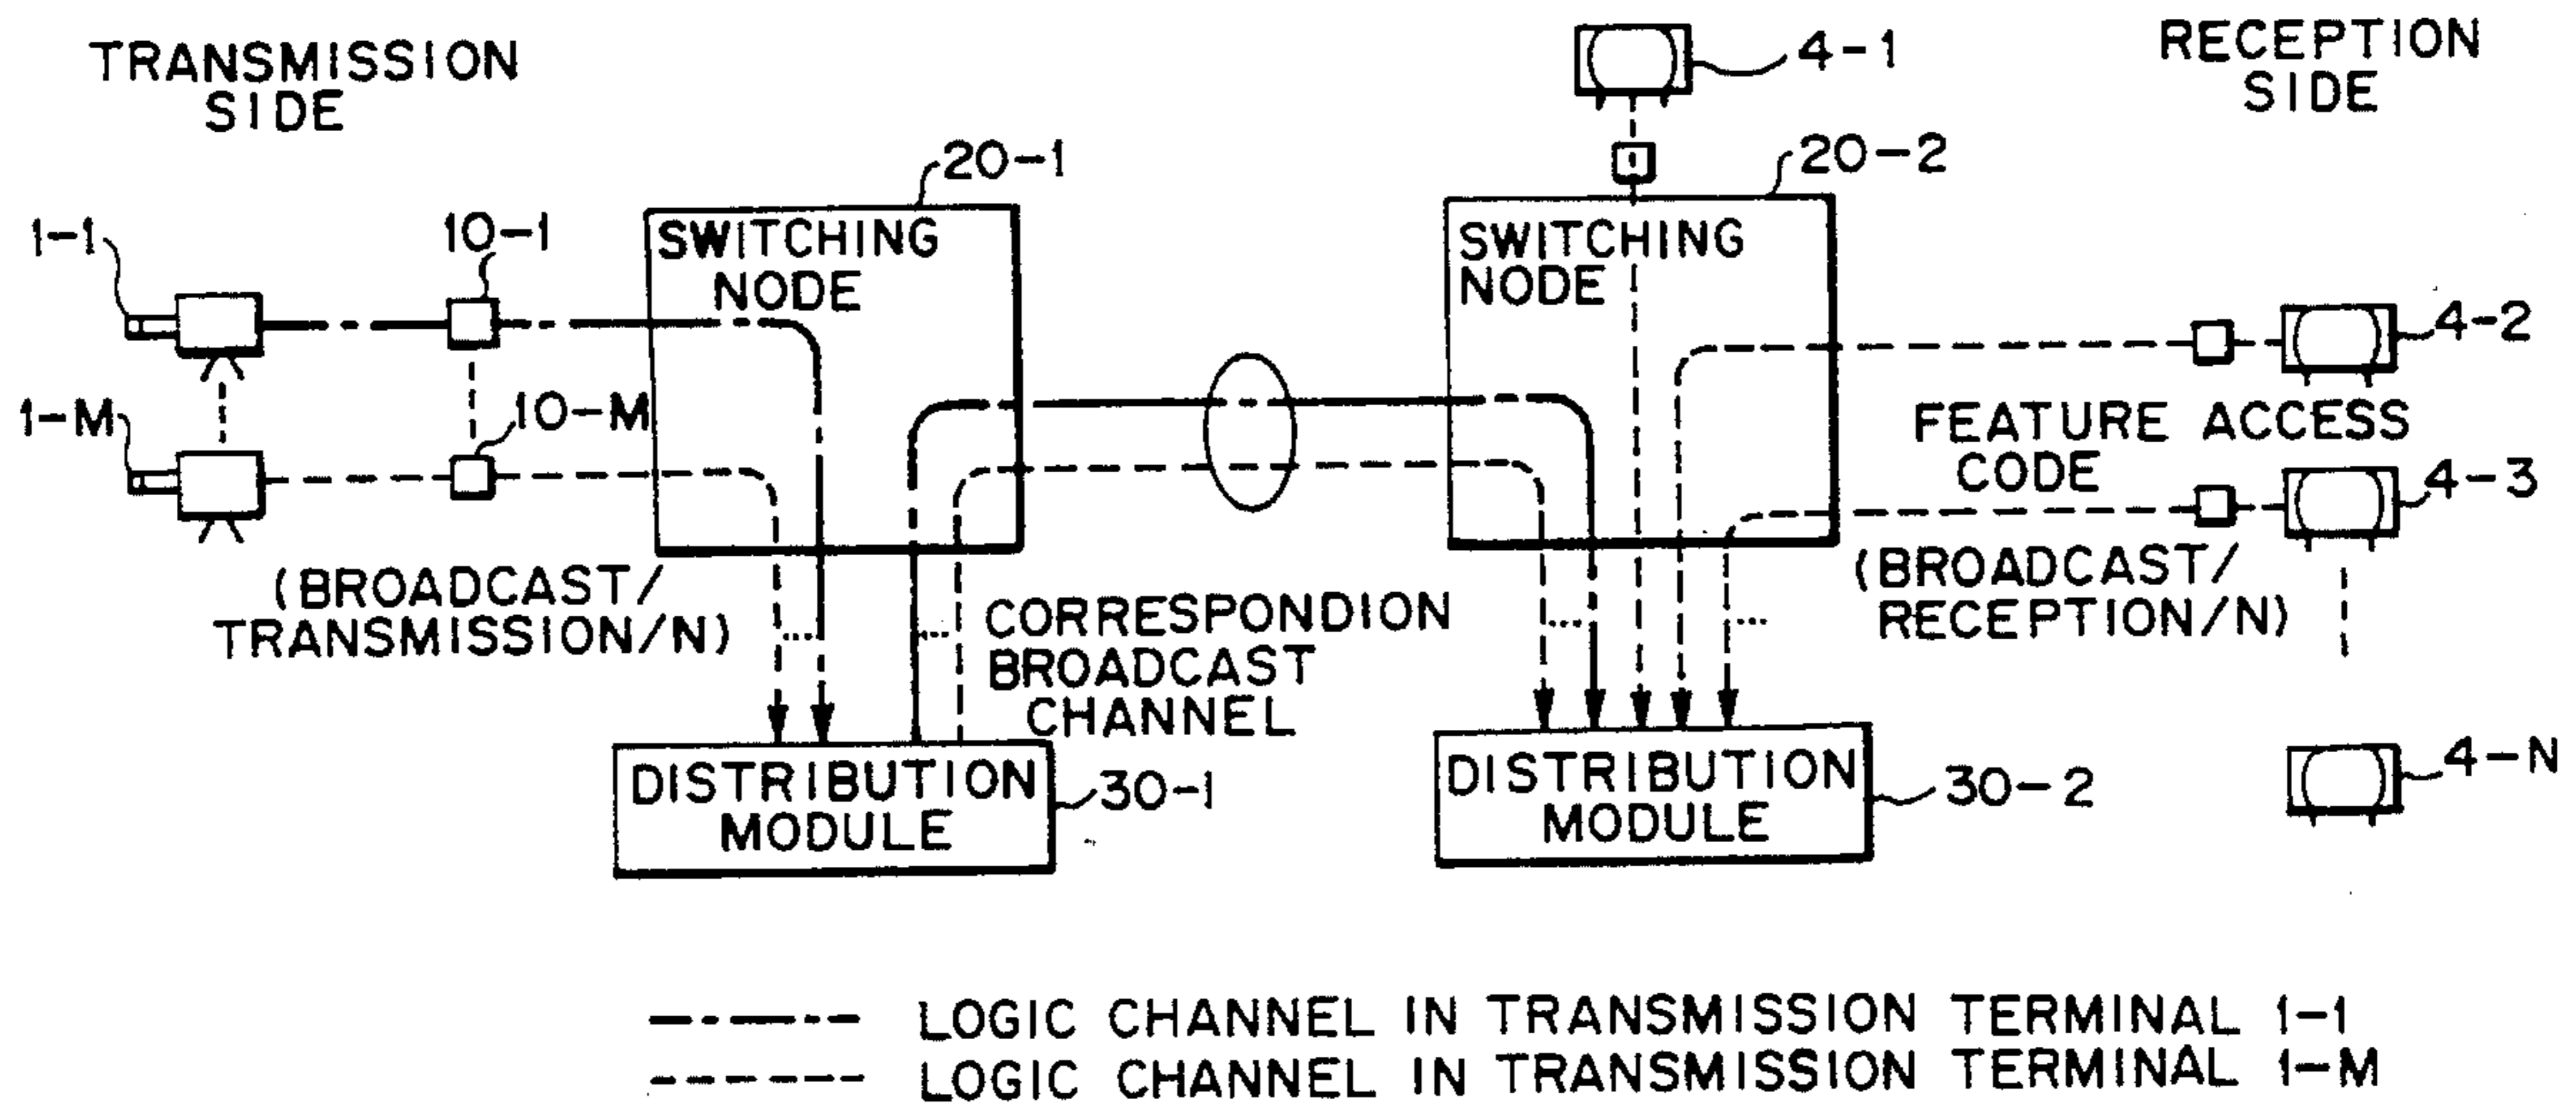 TRANSMISSION
SIDE
RECEPTION
SIDE
4-1
20-1
20-2
1-1
10-1
SWITCHING
NODE
SWITCHING
NODE
4-2
1-M
10-M
FEATURE ACCESS
CODE
4-3
(BROADCAST/
TRANSMISSION/N)
CORRESPONDION
BROADCAST
CHANNEL
(BROADCAST/
RECEPTION/N)
DISTRIBUTION
MODULE
30-1
DISTRIBUTION
MODULE
30-2
4-N
LOGIC CHANNEL IN TRANSMISSION TERMINAL 1-1
LOGIC CHANNEL IN TRANSMISSION TERMINAL 1-M